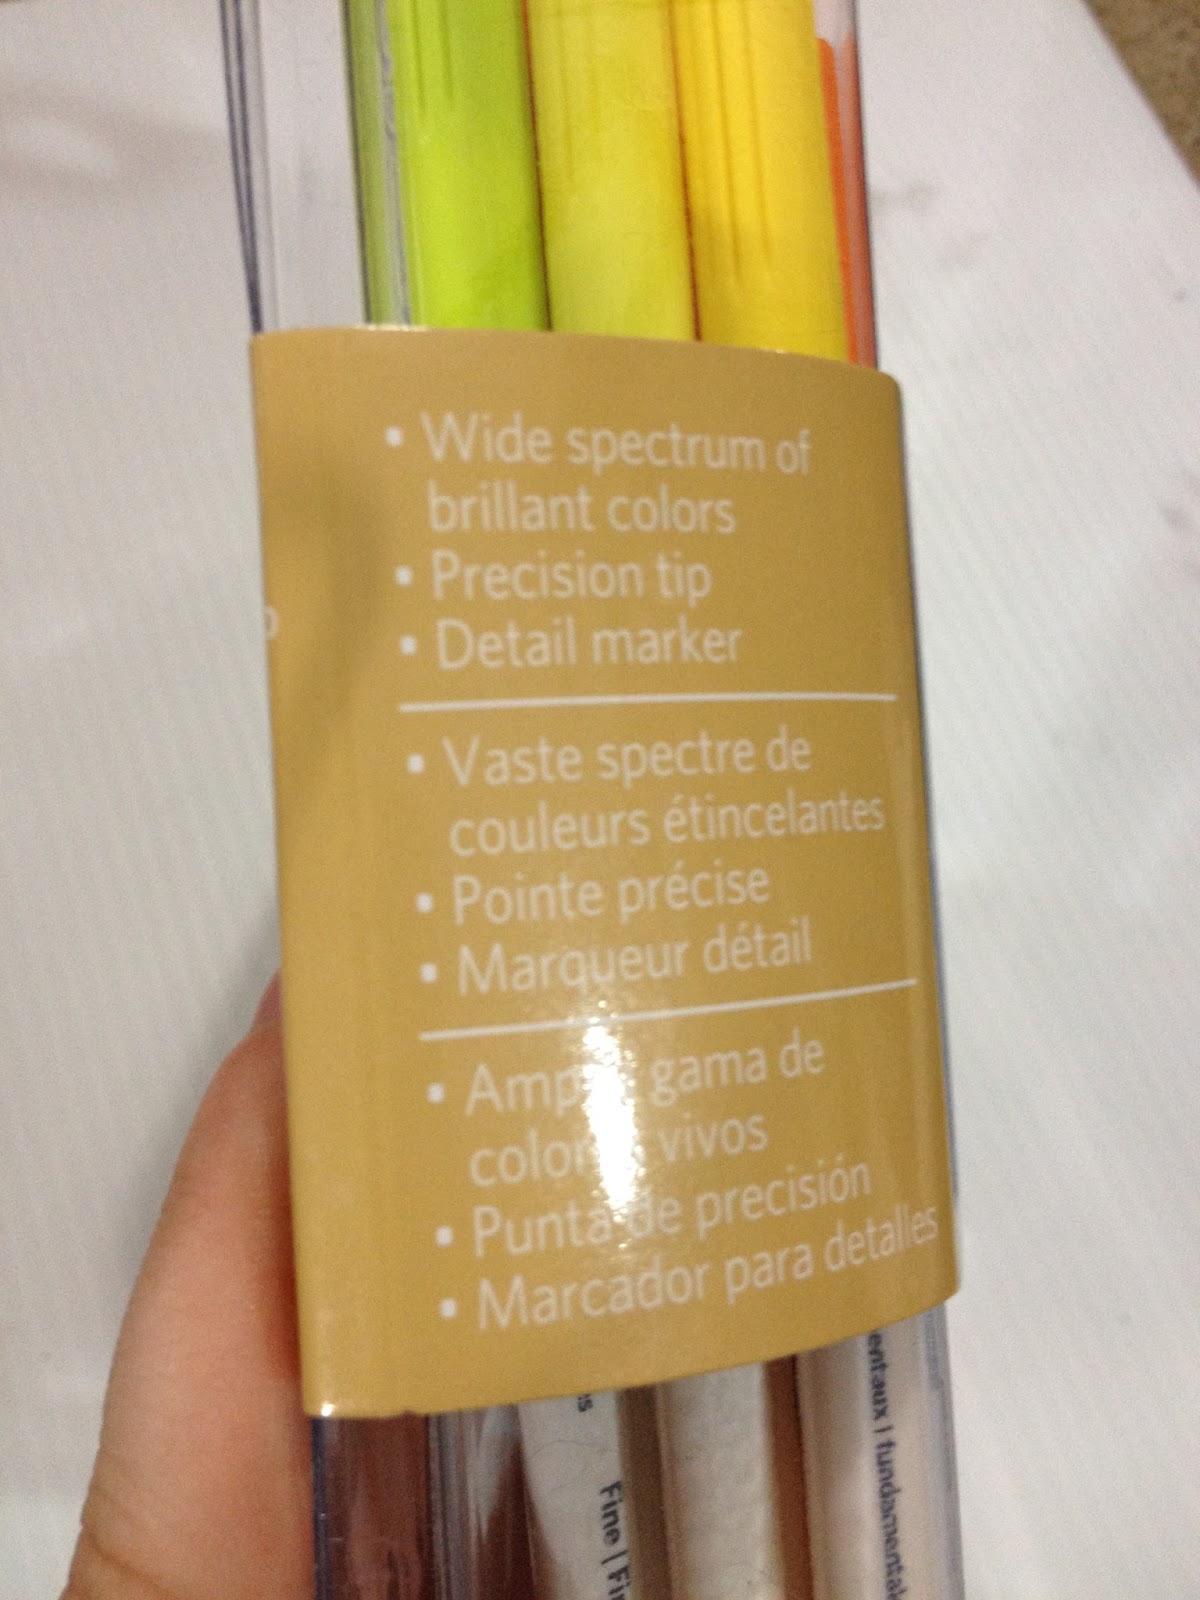 • Wide spectrum of
brillant colors
• Precision tip
• Detail marker
• Vaste spectre de
couleurs étincelantes
• Pointe précise
• Marqueur détail
• gama de
vivos
• Punta de precisión
• Marcador para detalles
Fine |